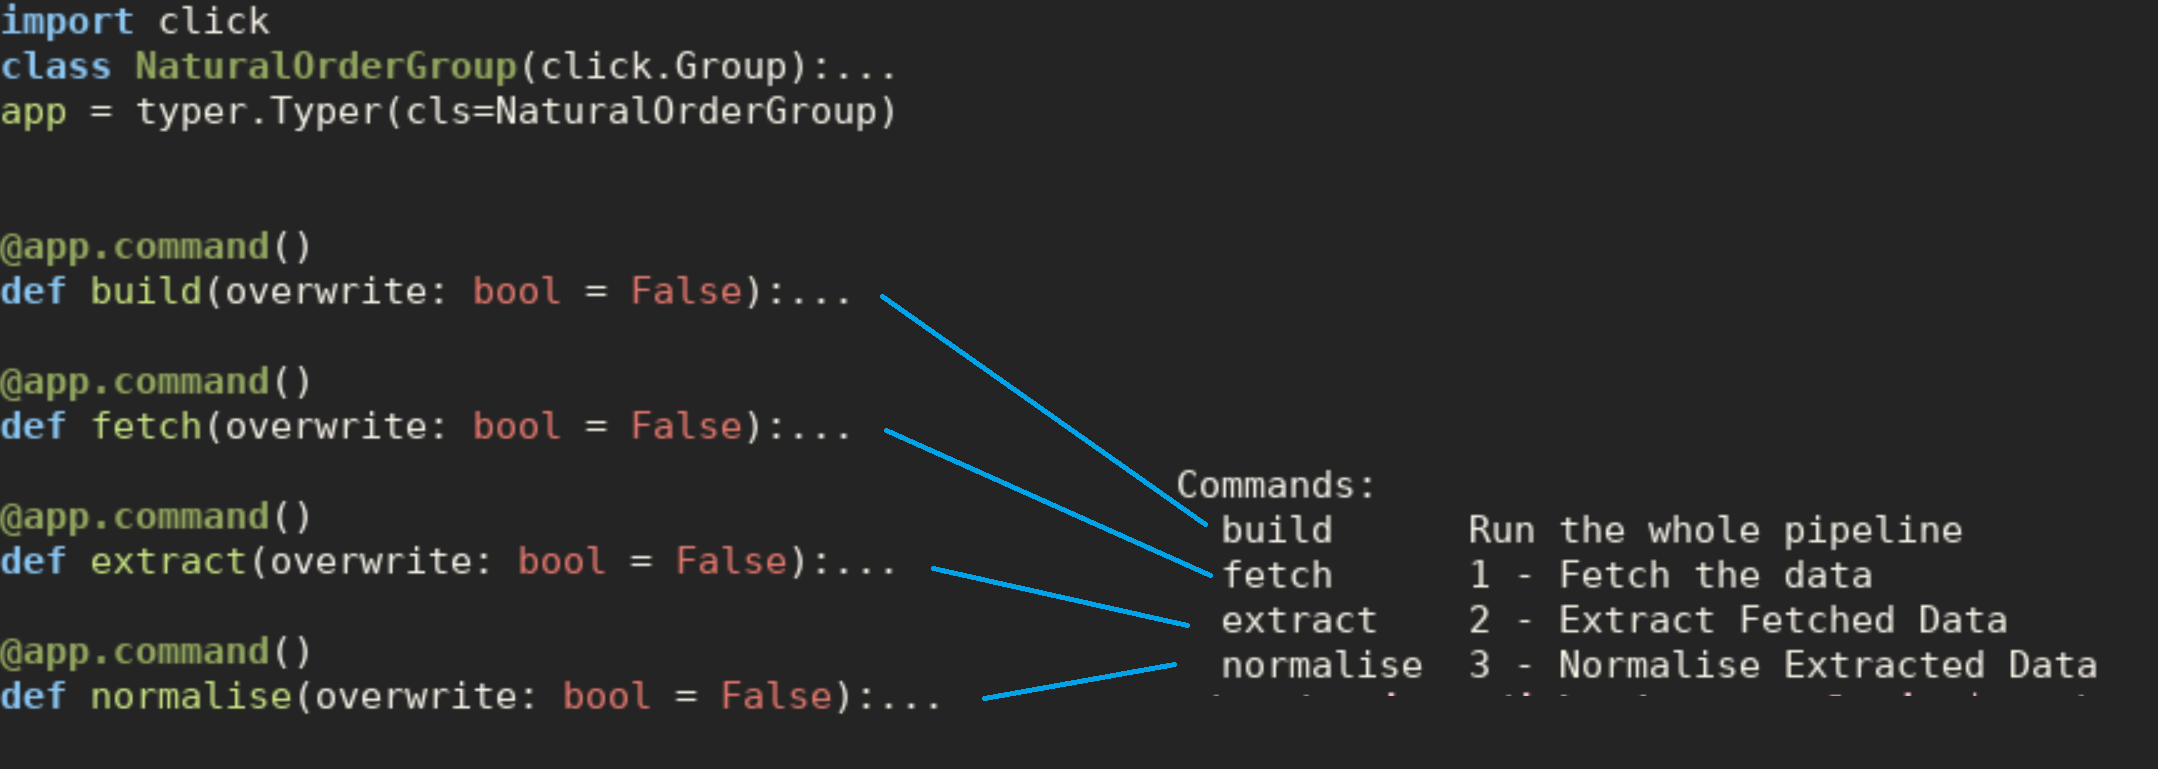 import click
class NaturalOrderGroup(click.Group):...
app = typer.Typer(cls=NaturalOrderGroup)
@app.command()
def build(overwrite: bool = False):...
@app.command()
def fetch(overwrite: bool = False):...
@app.command()
def extract(overwrite: bool = False):...
@app.command()
def normalise(overwrite: bool = False):...
Commands:
build Run the whole pipeline
fetch 1 - Fetch the data
extract 2 - Extract Fetched Data
normalise 3 - Normalise Extracted Data